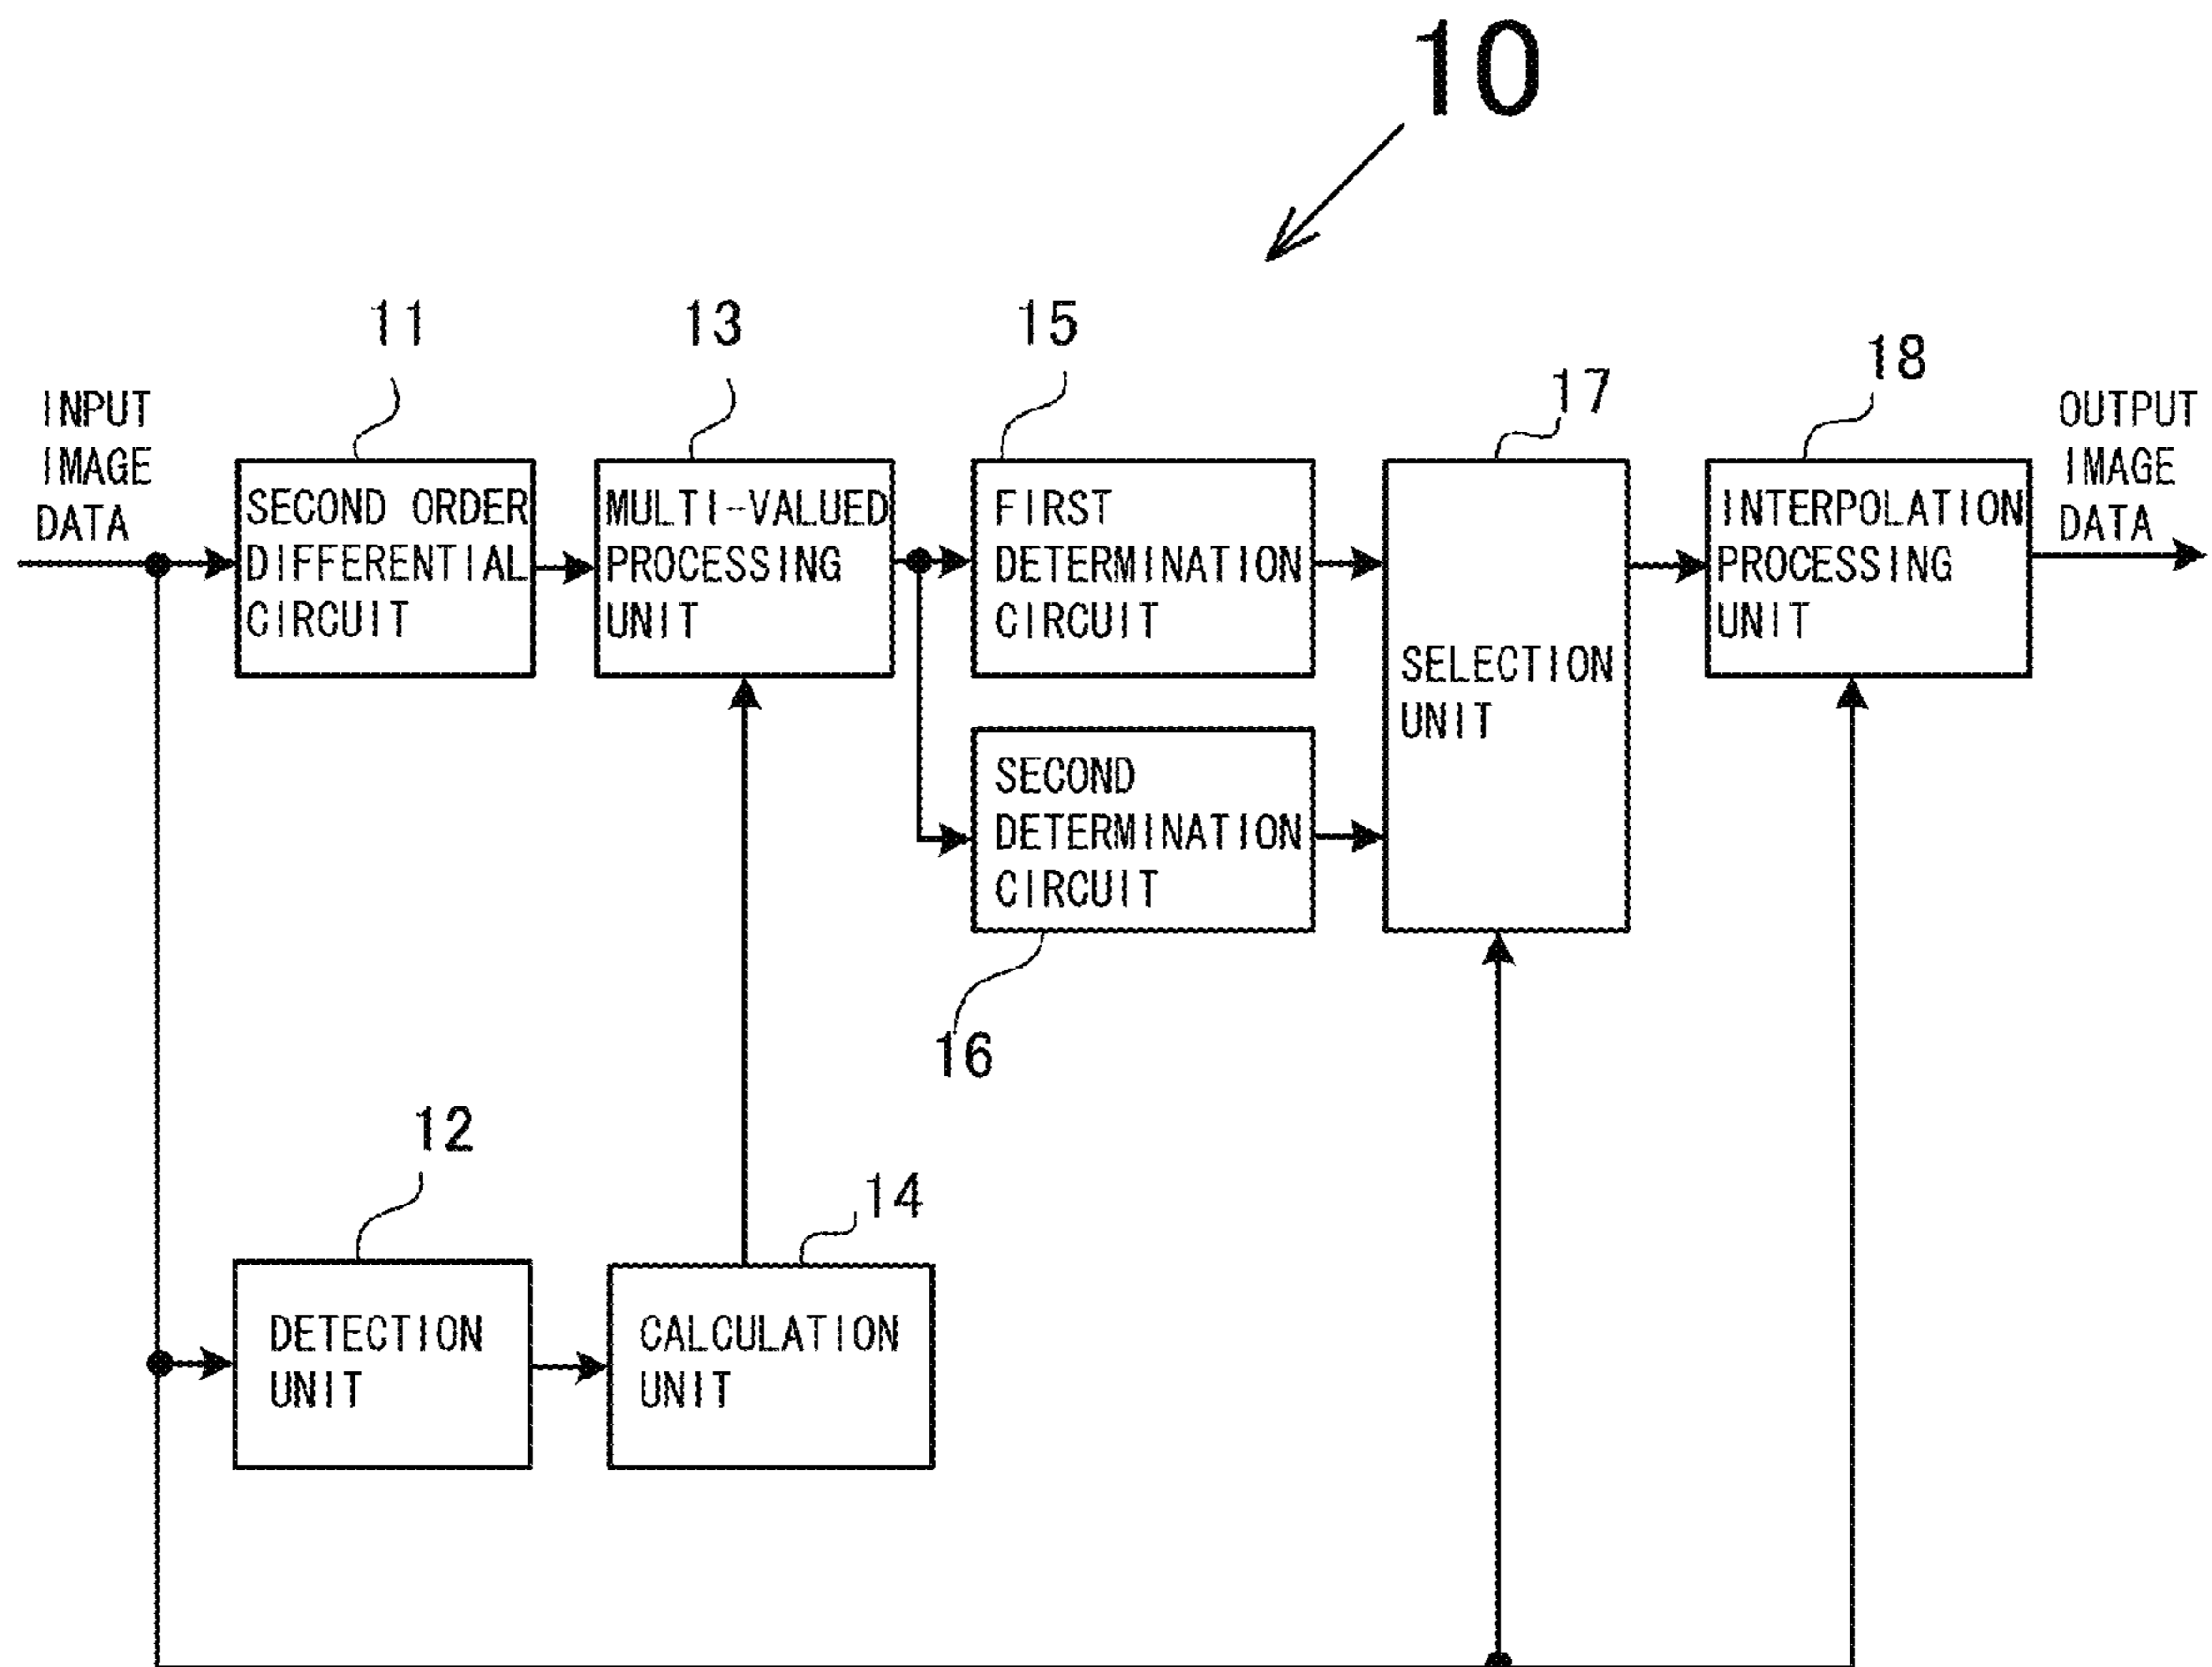 10
11
13
15
17
18
INPUT
IMAGE
DATA
SECOND ORDER
DIFFERENTIAL
CIRCUIT
MULTI-VALUED
PROCESSING
UNIT
FIRST
DETERMINATION
CIRCUIT
SELECTION
UNIT
INTERPOLATION
PROCESSING
UNIT
OUTPUT
IMAGE
DATA
SECOND
DETERMINATION
CIRCUIT
16
12
14
DETECTION
UNIT
CALCULATION
UNIT